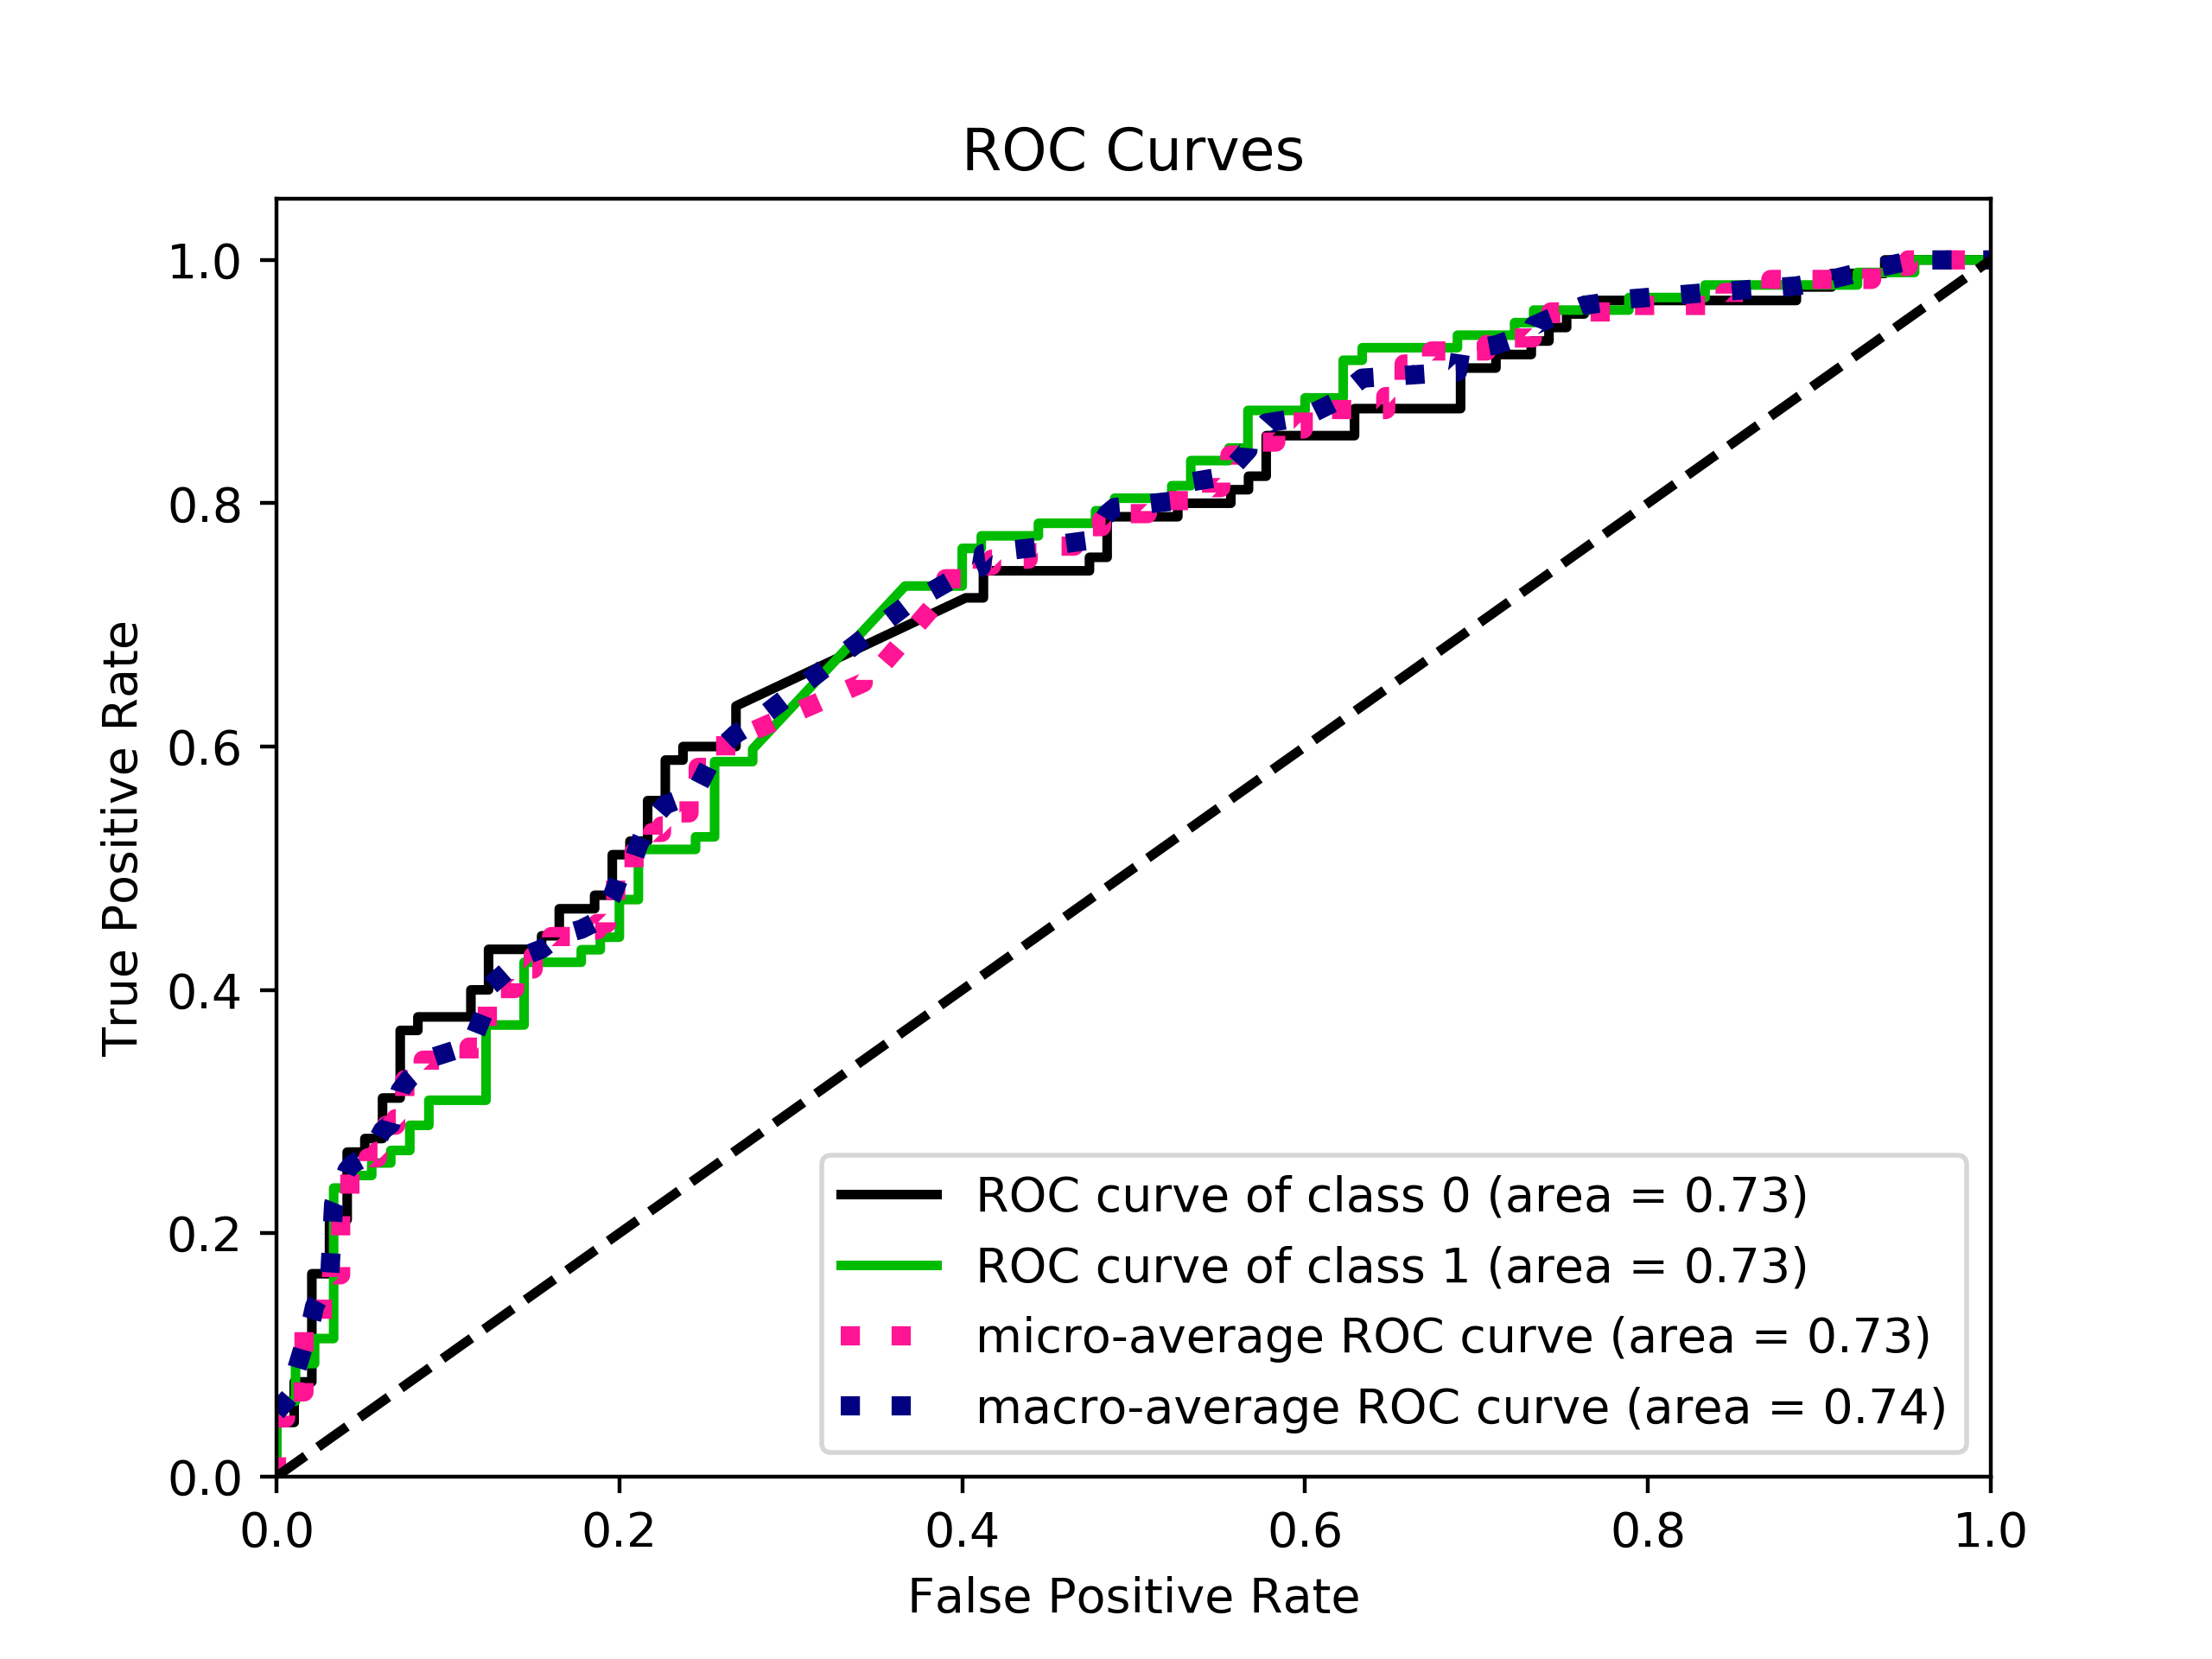 ROC Curves
1.0
0.8
0.6
0.4
0.2
0.0
True Positive Rate
ROC curve of class 0 (area = 0.73)
ROC curve of class 1 (area = 0.73)
micro-average ROC curve (area = 0.73)
macro-average ROC curve (area = 0.74)
0.0 0.2 0.4 0.6 0.8 1.0
False Positive Rate